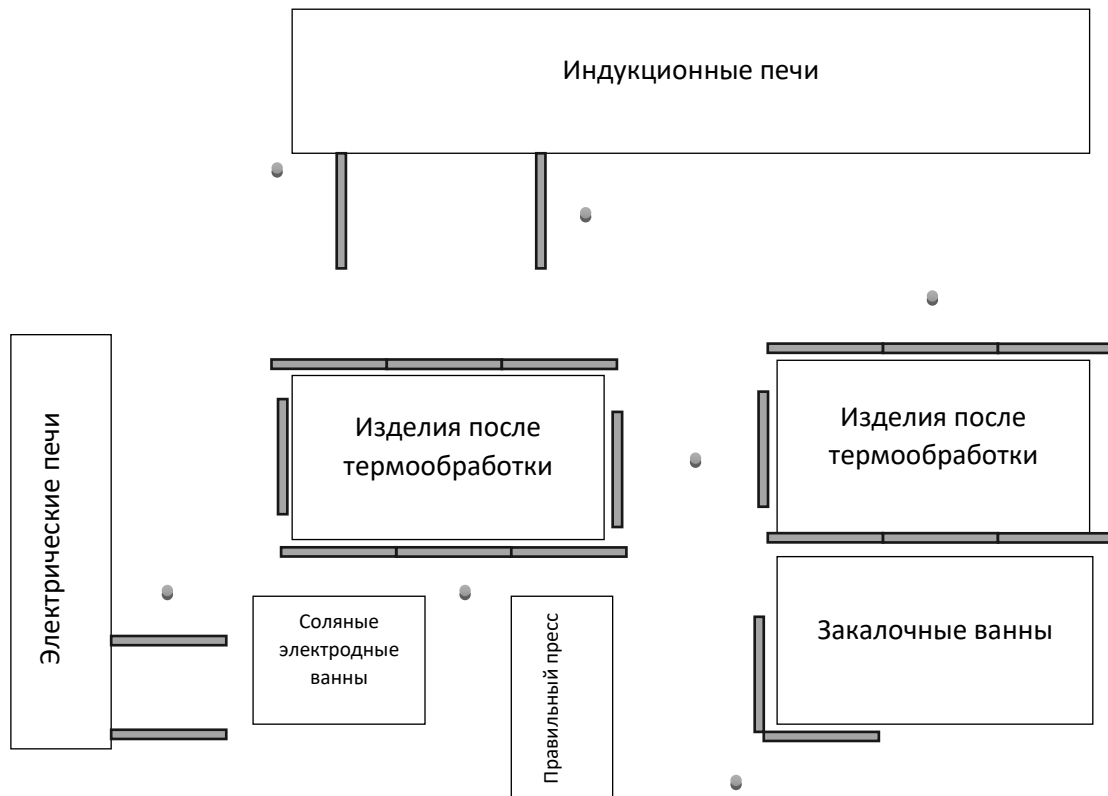 Индукционные печи
Электрические печи
Изделия после
термообработки
Изделия после
термообработки
Соляные
электродные
ванны
Правильный пресс
Закалочные ванны